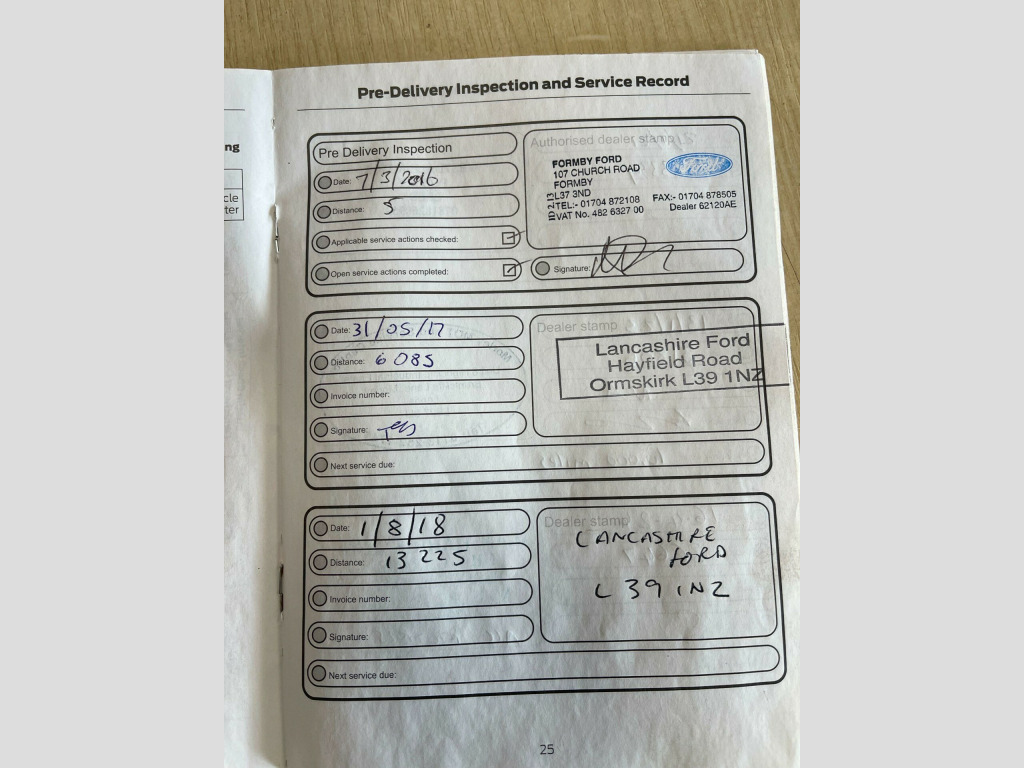 ng
cle
ter
Pre-Delivery Inspection and Service Record
Pre Delivery Inspection
Date: 7/3/2016
Distance: 5
Applicable service actions checked:
Open service actions completed:
Authorised dealer stamp
FORMBY FORD
107 CHURCH ROAD
FORMBY
L37 3ND
TEL:- 01704 872108 FAX:- 01704 878505
VAT No. 482 6327 00 Dealer 62120AE
Ford
Signature:
Date: 31/05/17
Distance: 6085
Invoice number:
Signature:
Next service due:
Dealer stamp
Lancashire Ford
Hayfield Road
Ormskirk L39 1NZ
Date: 1/8/18
Distance: 13225
Invoice number:
Signature:
Next service due:
Dealer stamp
LANCASHIRE
FORD
L39 1NZ
25